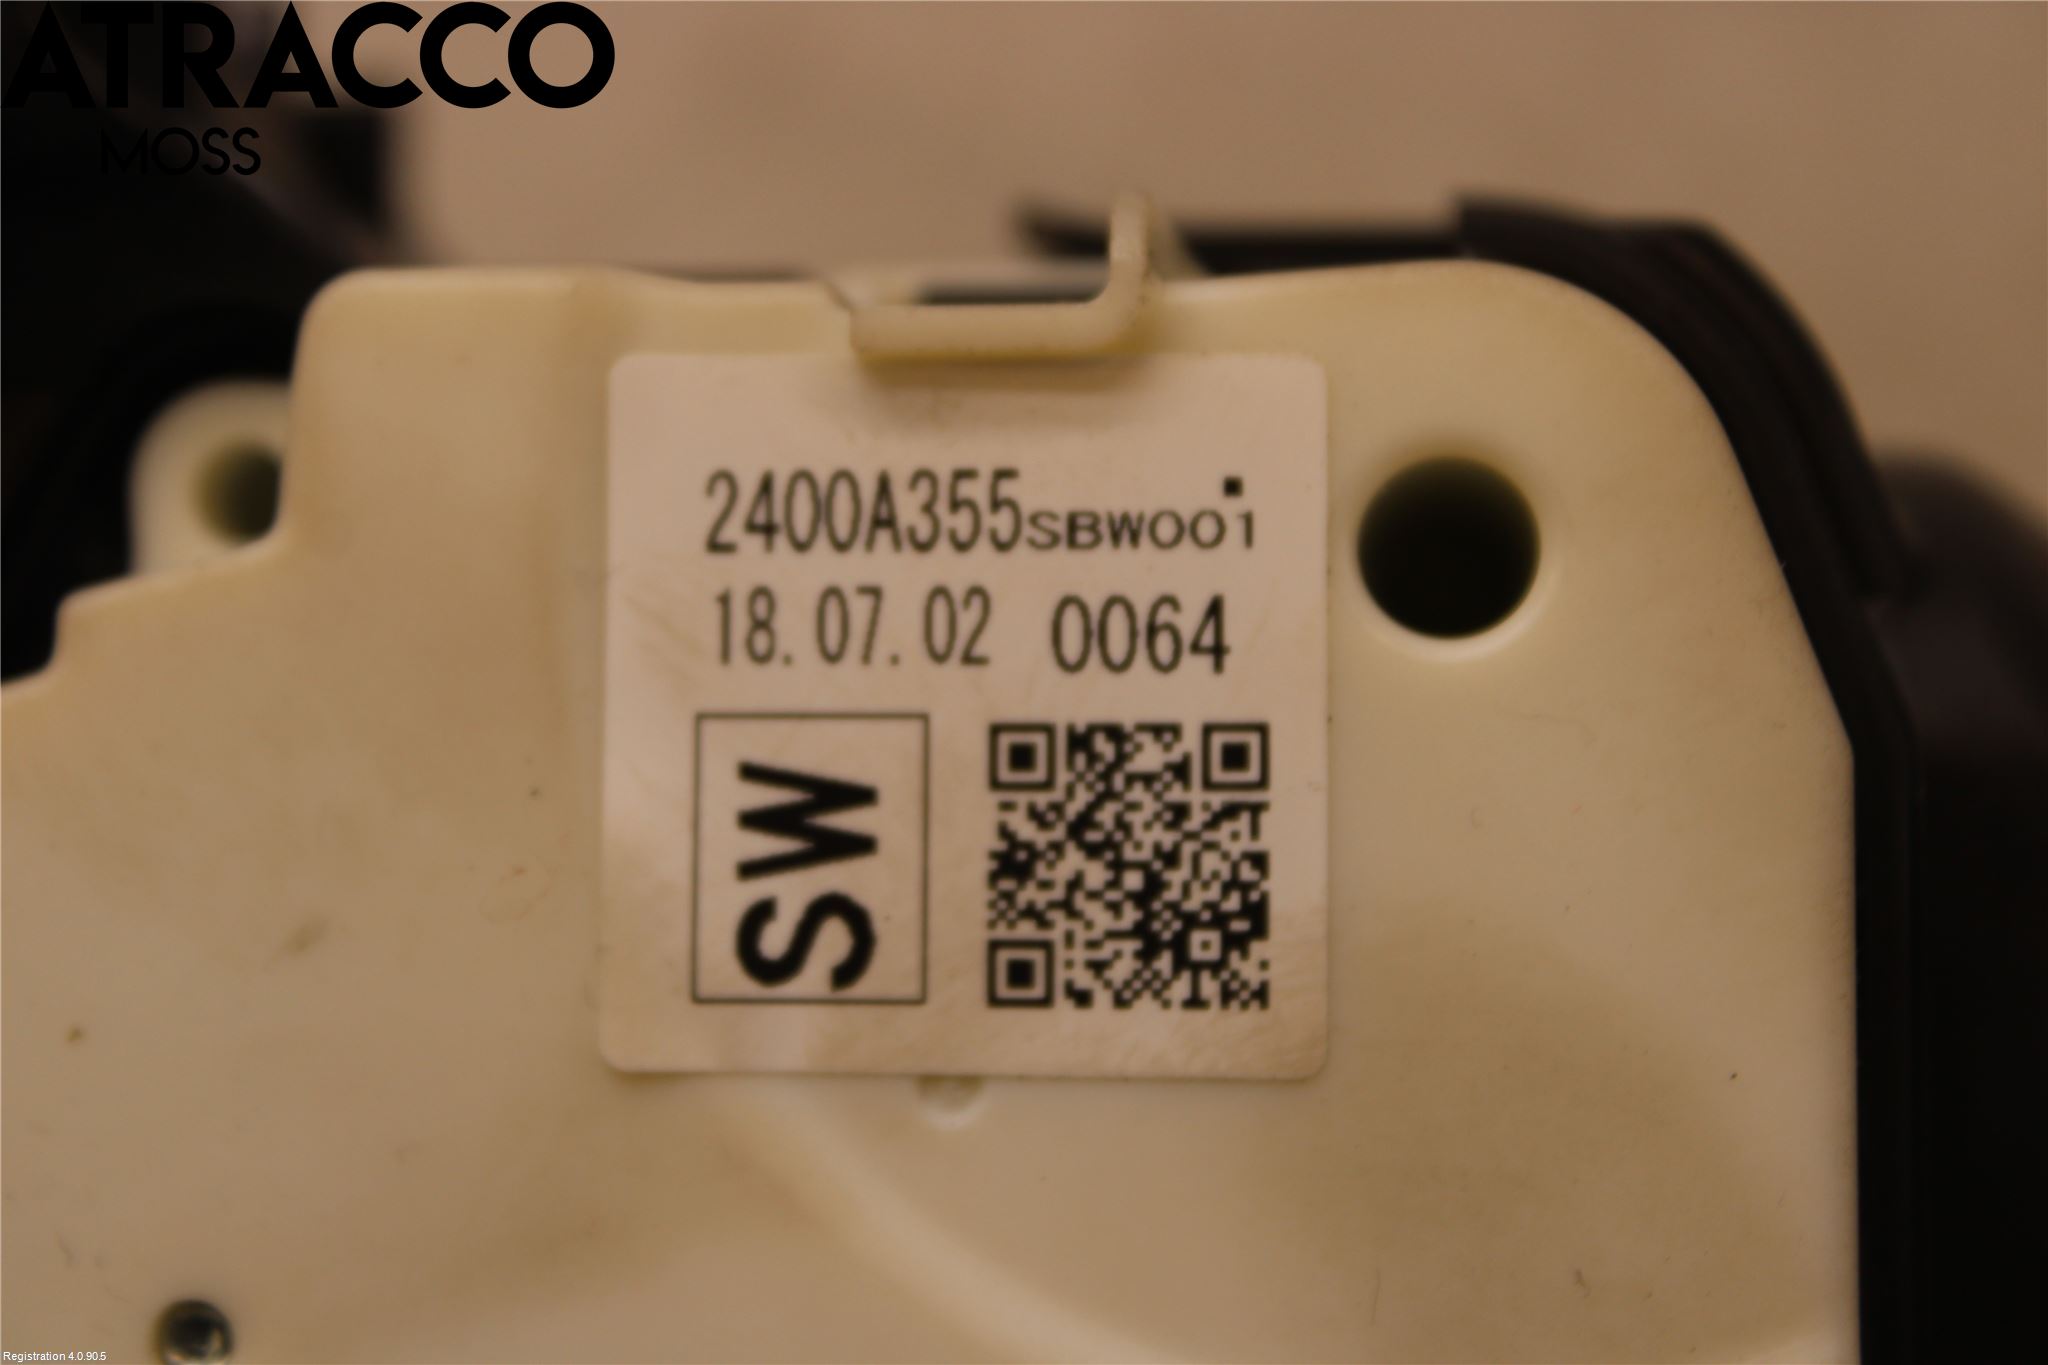 ATRACCO
MOSS
2400A355SBW001
18.07.02 0064
SW
Registration 4.0.90.5